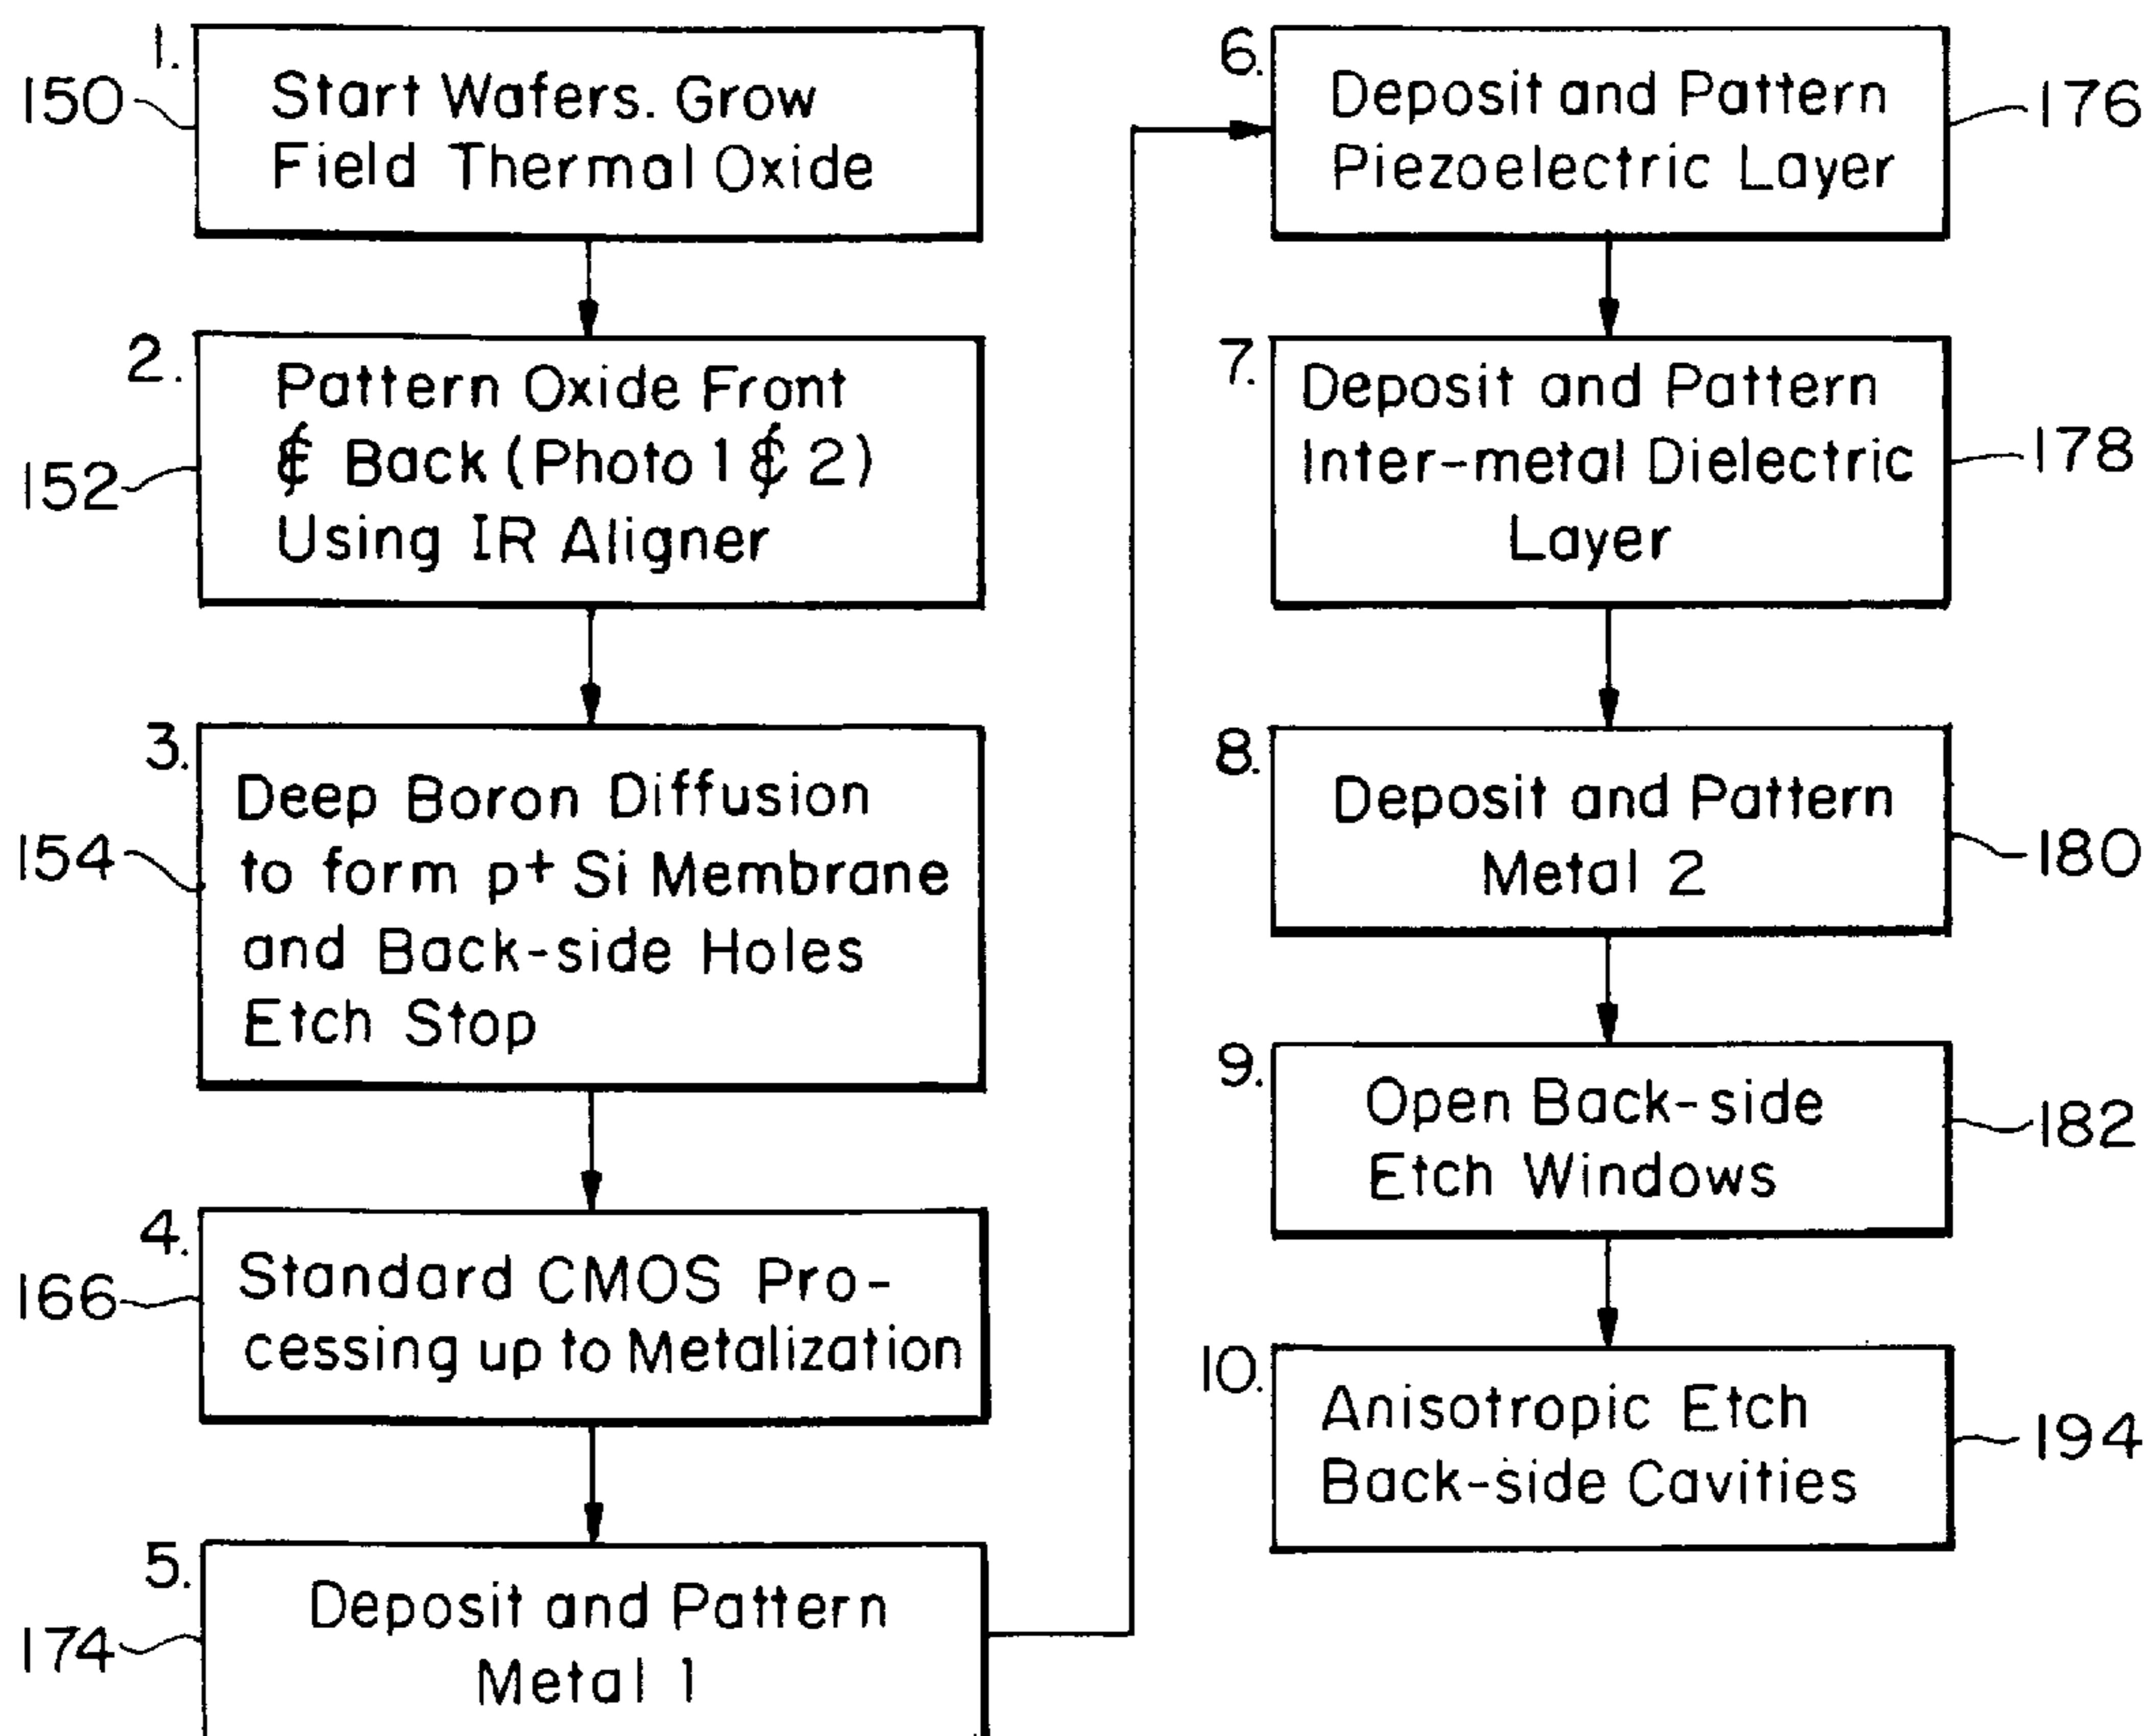 1.
150
Start Wafers. Grow
Field Thermal Oxide
2.
152
Pattern Oxide Front
& Back (Photo 1 & 2)
Using IR Aligner
3.
154
Deep Boron Diffusion
to form p+ Si Membrane
and Back-side Holes
Etch Stop
4.
166
Standard CMOS Pro-
cessing up to Metalization
5.
174
Deposit and Pattern
Metal 1
6.
176
Deposit and Pattern
Piezoelectric Layer
7.
178
Deposit and Pattern
Inter-metal Dielectric
Layer
8.
180
Deposit and Pattern
Metal 2
9.
182
Open Back-side
Etch Windows
10.
194
Anisotropic Etch
Back-side Cavities